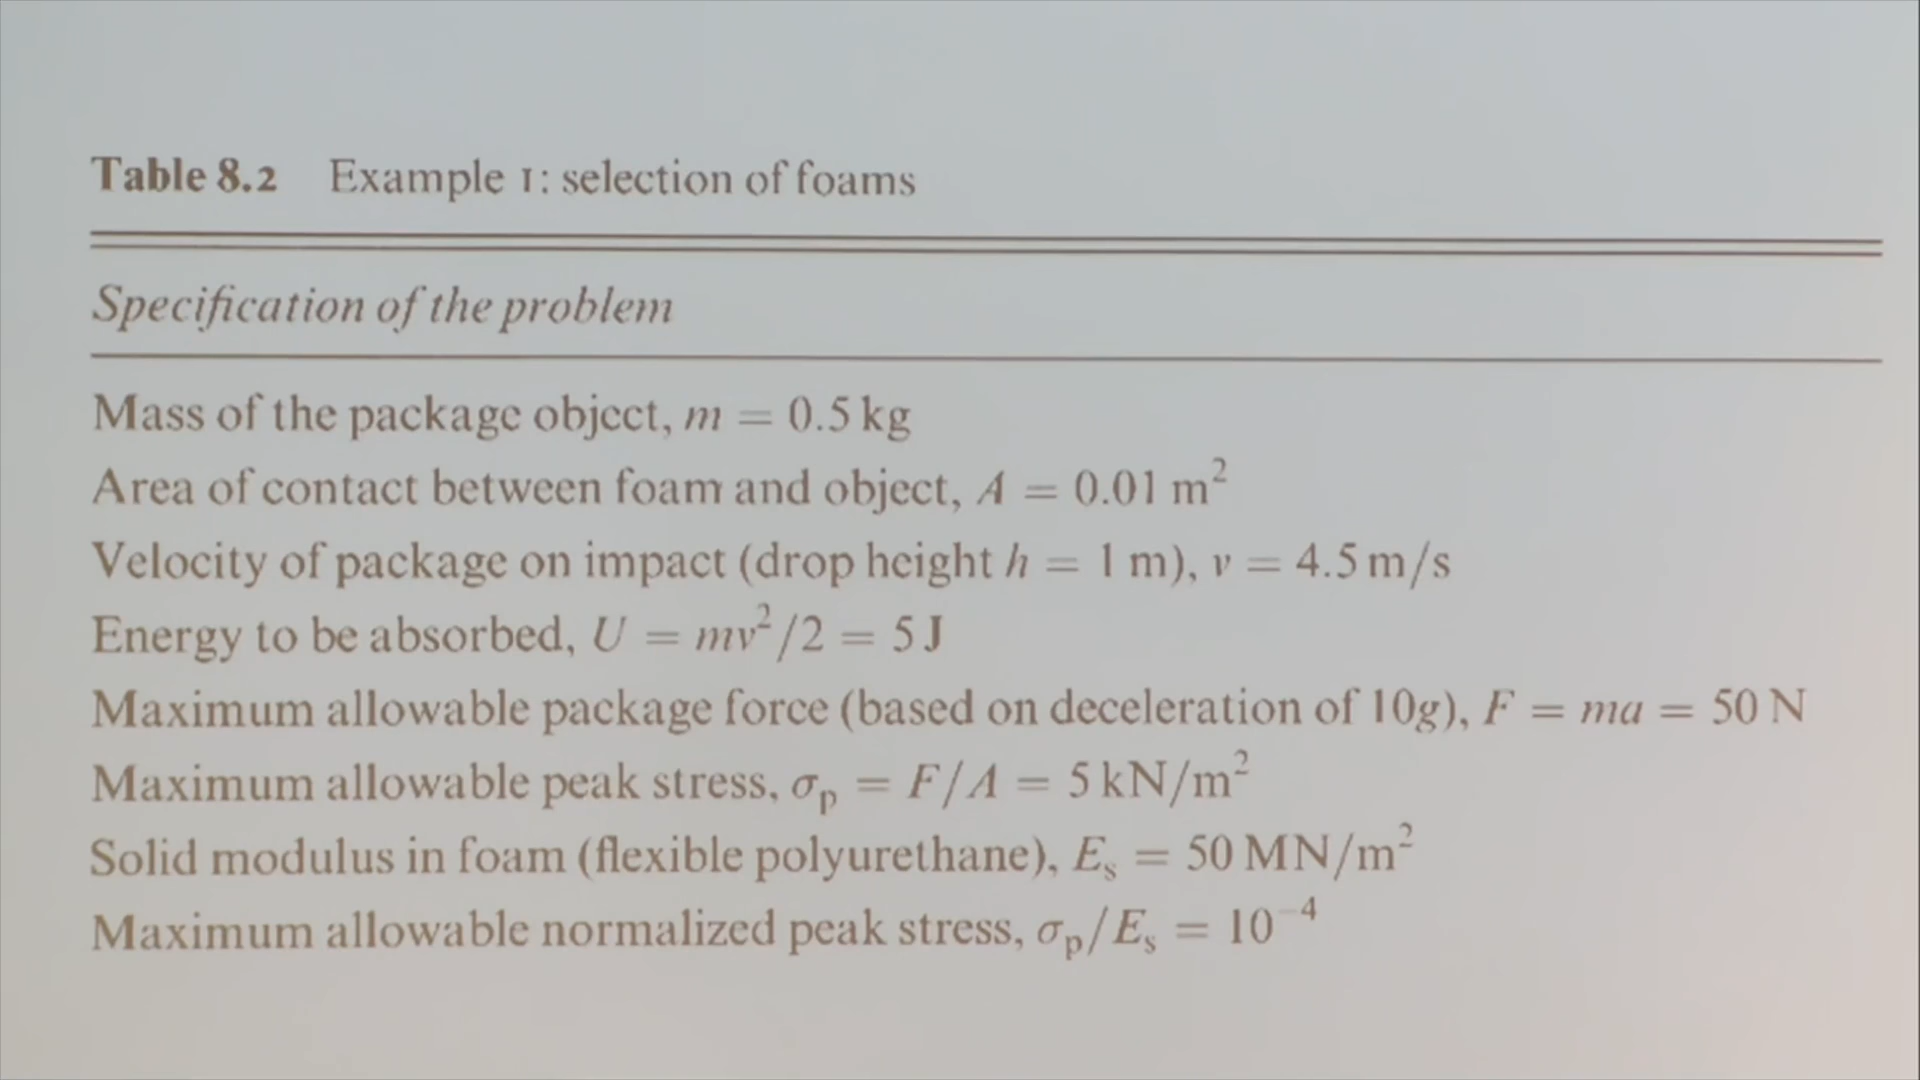 Table 8.2 Example 1: selection of foams
Specification of the problem
Mass of the package object, m = 0.5 kg
Area of contact between foam and object, A = 0.01 m²
Velocity of package on impact (drop height h = 1 m), v = 4.5 m/s
Energy to be absorbed, U = mv²/2 = 5 J
Maximum allowable package force (based on deceleration of 10g), F = ma = 50 N
Maximum allowable peak stress, σₚ = F/A = 5 kN/m²
Solid modulus in foam (flexible polyurethane), Eₛ = 50 MN/m²
Maximum allowable normalized peak stress, σₚ/Eₛ = 10⁻⁴